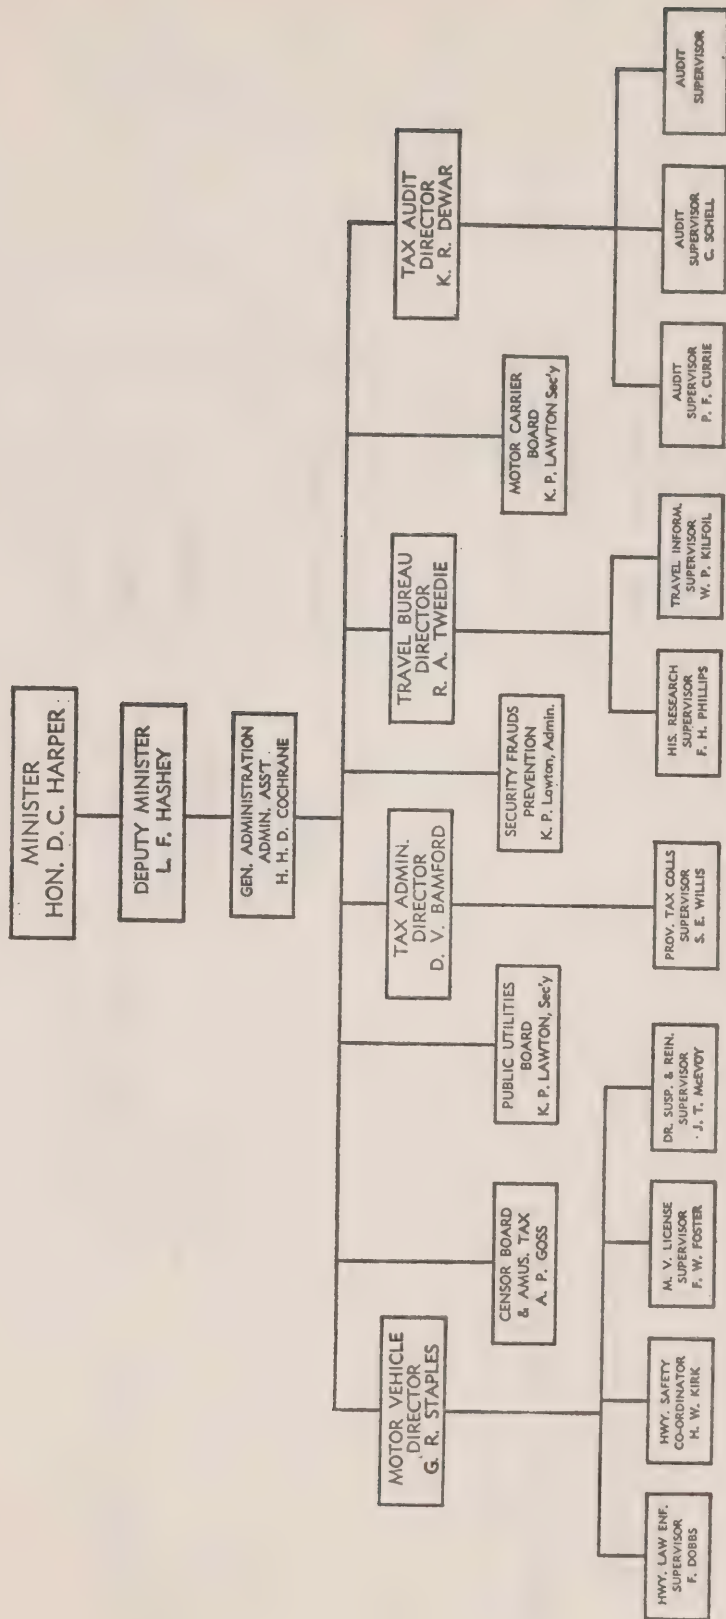 MINISTER
HON. D.C. HARPER
DEPUTY MINISTER
L. F. HASHEY
GEN. ADMINISTRATION
ADMIN. ASS'T
H. H. D. COCHRANE
MOTOR VEHICLE
DIRECTOR
G. R. STAPLES
CENSOR BOARD
& AMUS. TAX
A. P. GOSS
PUBLIC UTILITIES
BOARD
K. P. LAWTON, Sec'y
TAX ADMIN.
DIRECTOR
D. V. BAMFORD
SECURITY FRAUDS
PREVENTION
K. P. Lawton, Admin.
TRAVEL BUREAU
DIRECTOR
R. A. TWEEDIE
MOTOR CARRIER
BOARD
K. P. LAWTON Sec'y
TAX AUDIT
DIRECTOR
K. R. DEWAR
HWY. LAW ENF.
SUPERVISOR
F. DOBBS
HWY. SAFETY
CO-ORDINATOR
H. W. KIRK
M. V. LICENSE
SUPERVISOR
F. W. FOSTER
DR. SUSP. & REIN.
SUPERVISOR
J. T. McEVOY
PROV. TAX COLLS
SUPERVISOR
S. E. WILLIS
HIS. RESEARCH
SUPERVISOR
F. H. PHILLIPS
TRAVEL INFORM.
SUPERVISOR
W. P. KILFOIL
AUDIT
SUPERVISOR
P. F. CURRIE
AUDIT
SUPERVISOR
C. SCHELL
AUDIT
SUPERVISOR